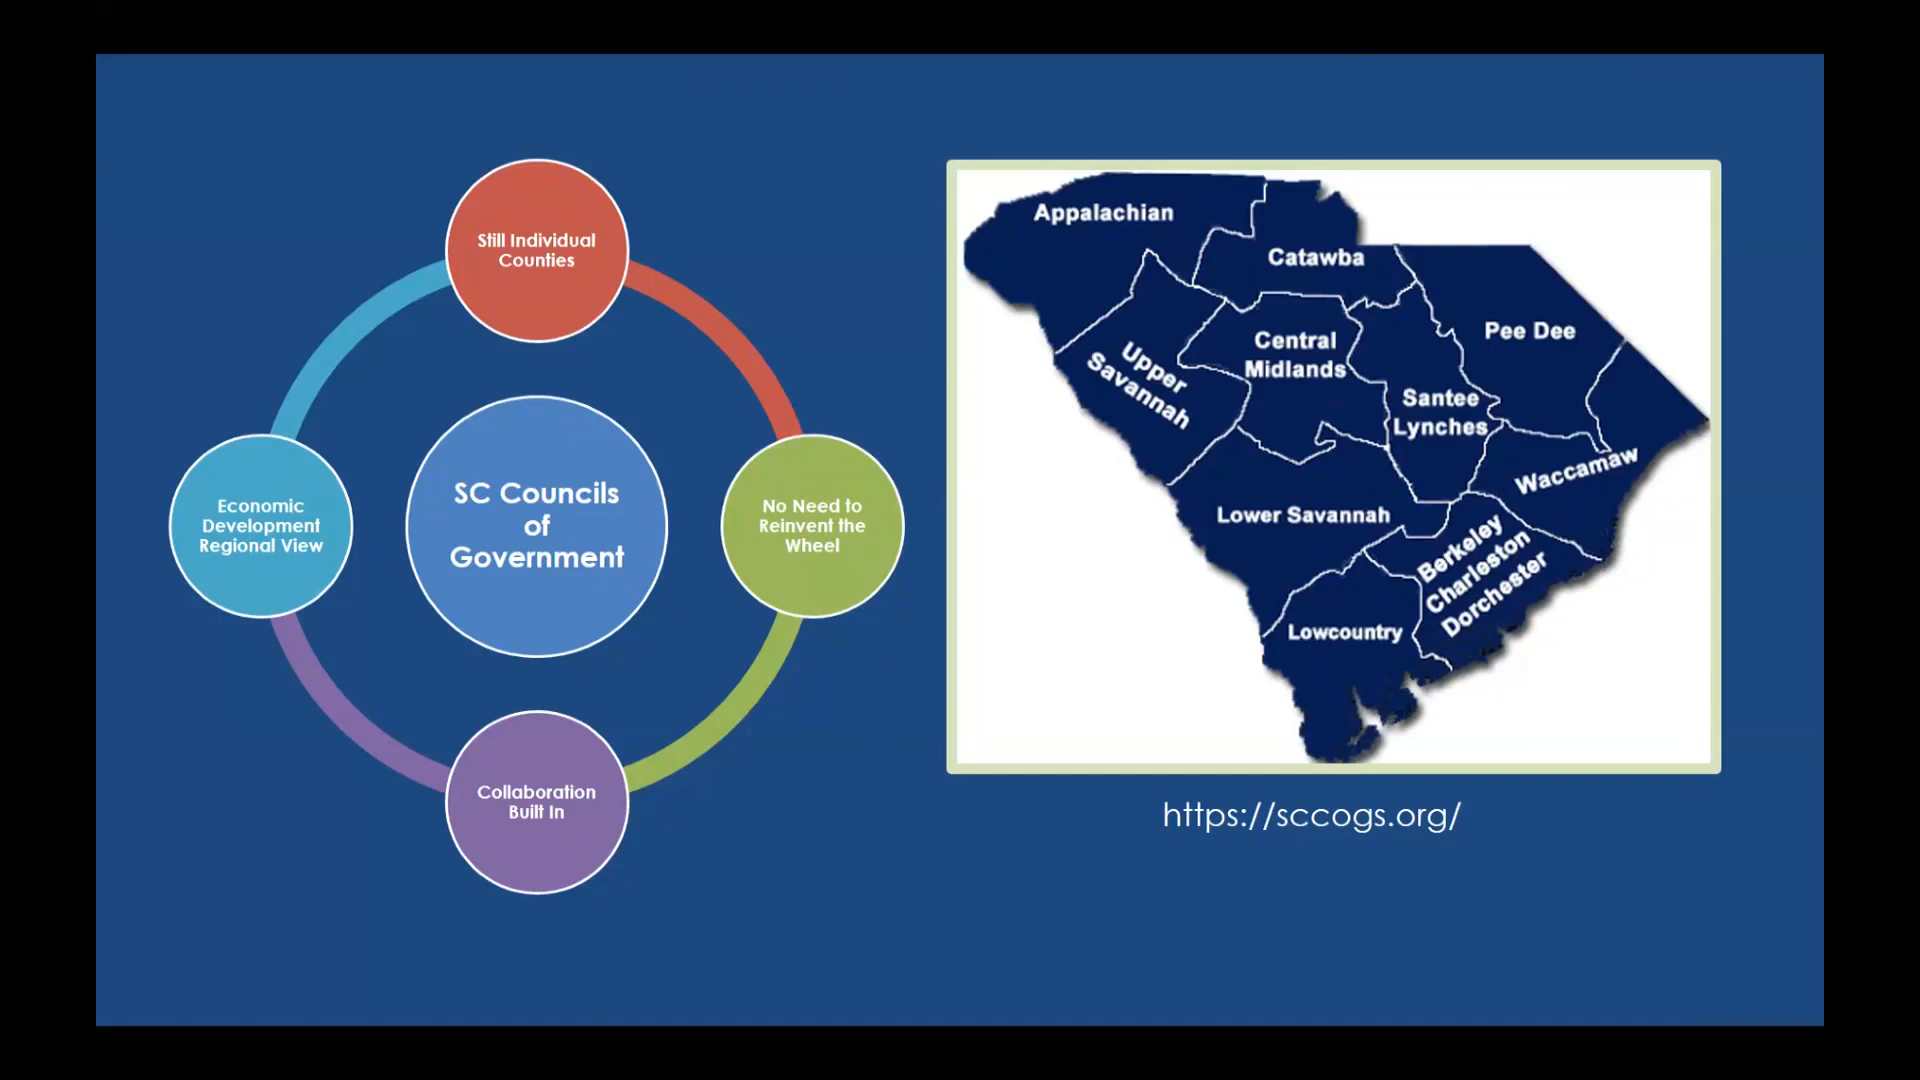 Still Individual
Counties
SC Councils
of
Government
Economic
Development
Regional View
No Need to
Reinvent the
Wheel
Collaboration
Built In
Appalachian
Catawba
Pee Dee
Upper
Savannah
Central
Midlands
Santee
Lynches
Waccamaw
Lower Savannah
Berkeley
Charleston
Dorchester
Lowcountry
https://sccogs.org/